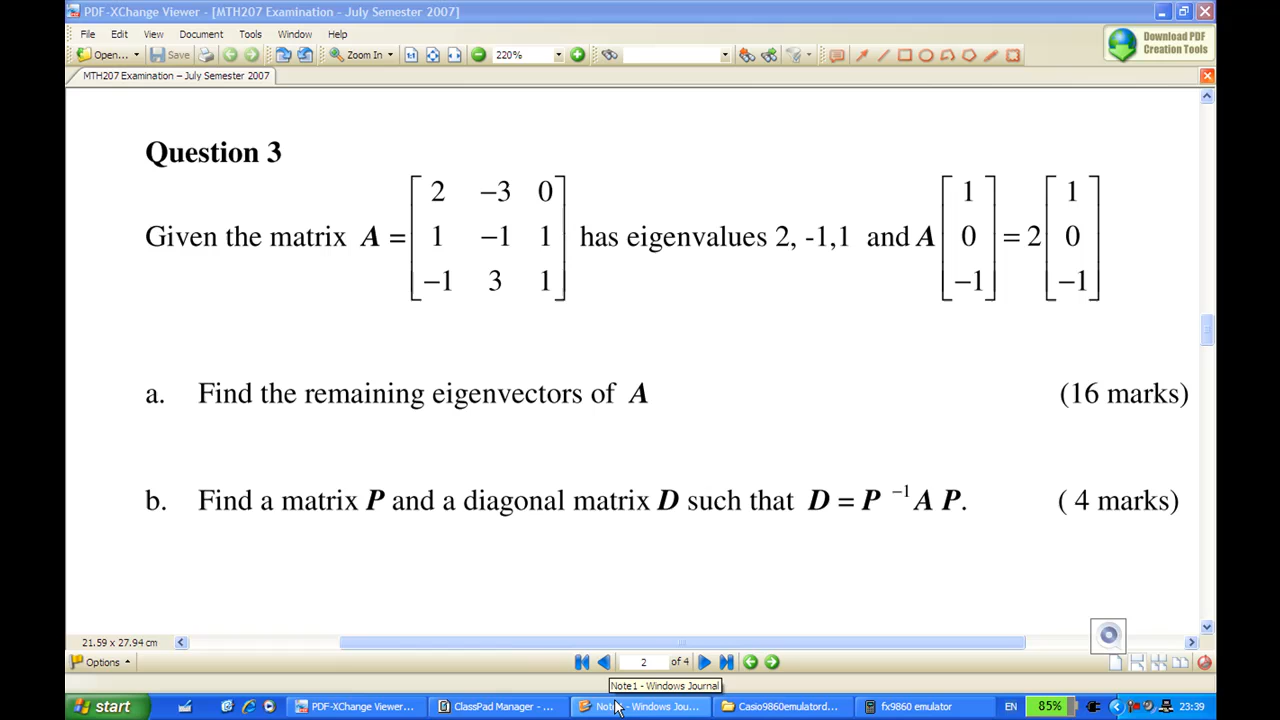 PDF-XChange Viewer - [MTH207 Examination - July Semester 2007]
File Edit View Document Tools Window Help
Open... Save Zoom In 1:1 220% Download PDF Creation Tools
MTH207 Examination – July Semester 2007
Question 3
Given the matrix A = [2 −3 0; 1 −1 1; −1 3 1] has eigenvalues 2, -1,1 and A [1; 0; −1] = 2 [1; 0; −1]
a. Find the remaining eigenvectors of A (16 marks)
b. Find a matrix P and a diagonal matrix D such that D = P ⁻¹ A P. ( 4 marks)
21.59 x 27.94 cm
Options 2 of 4
Note1 - Windows Journal
start PDF-XChange Viewer... ClassPad Manager - ... Note1 - Windows Jou... Casio9860emulatord... fx9860 emulator EN 85% 23:39